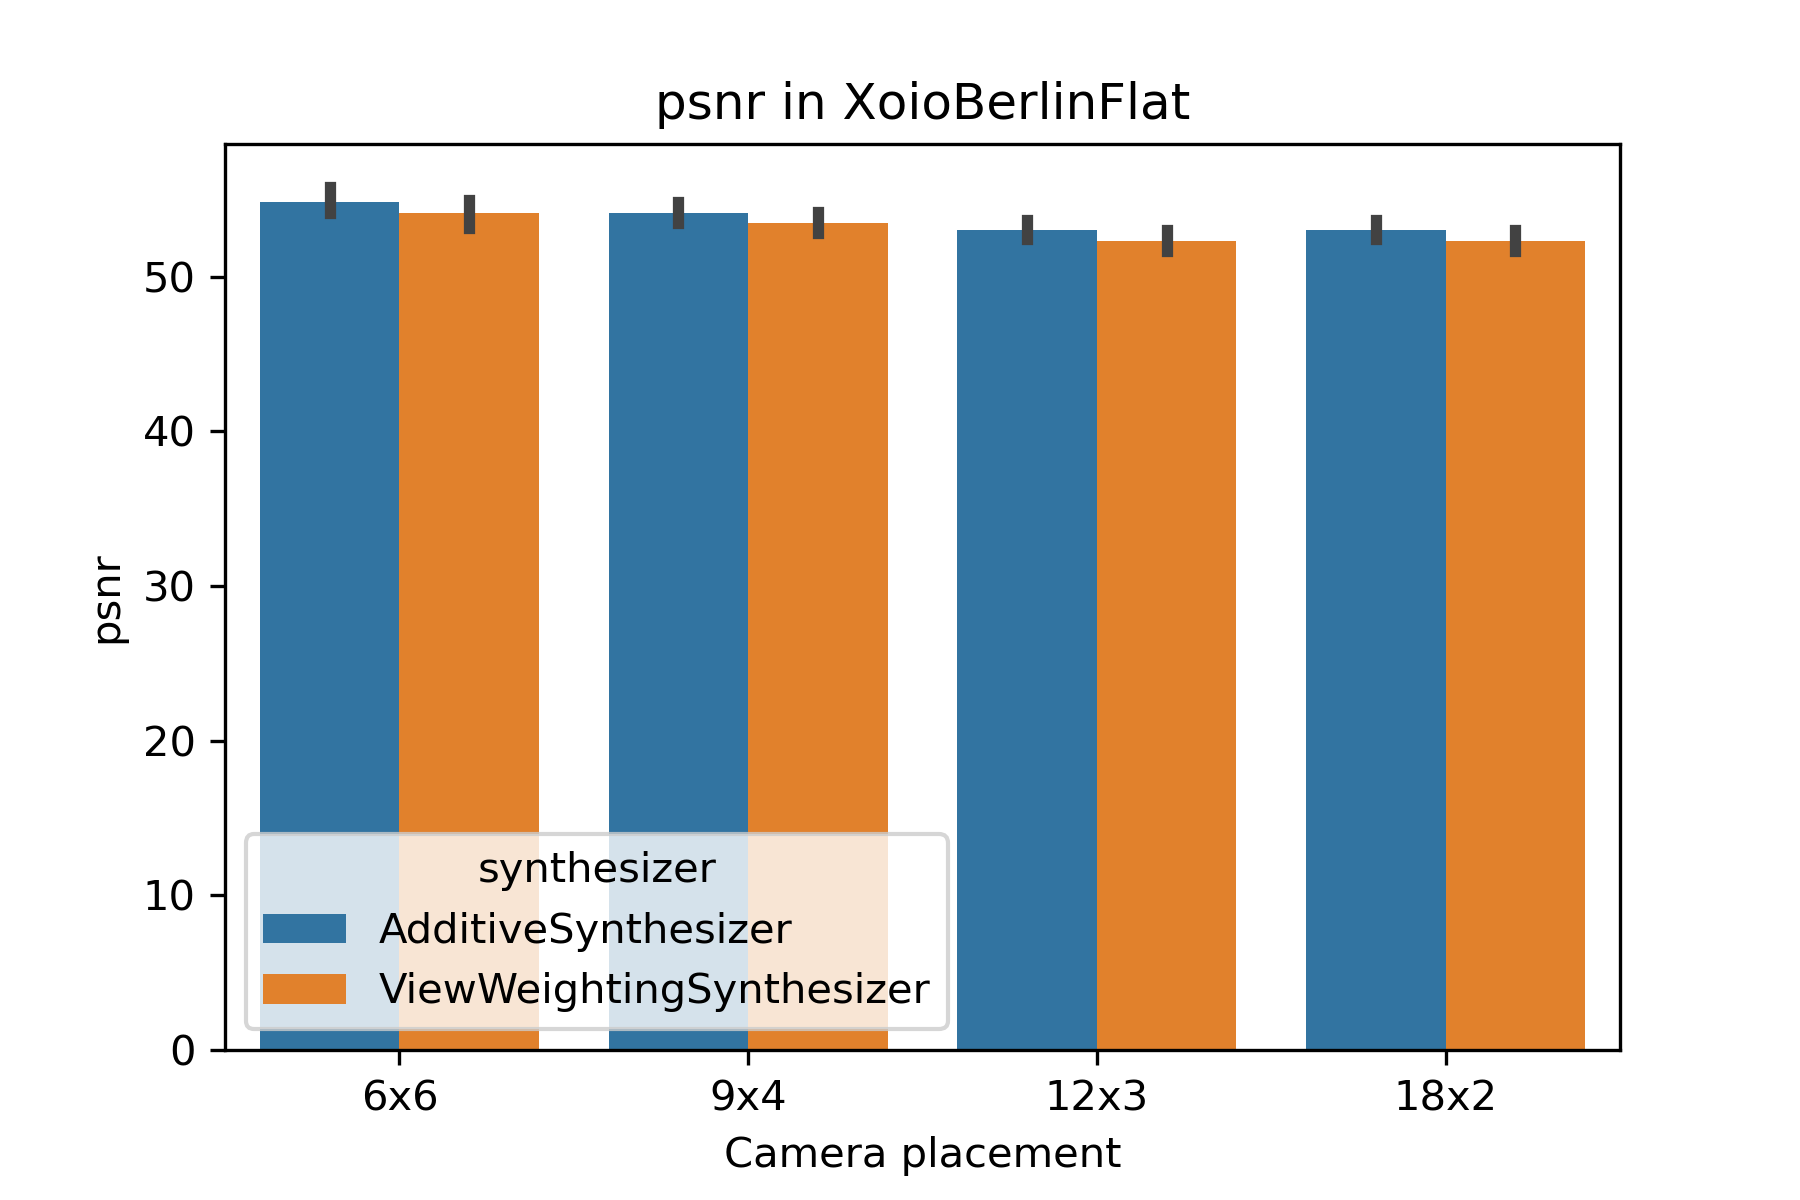 psnr in XoioBerlinFlat
psnr
50
40
30
20
10
0
synthesizer
AdditiveSynthesizer
ViewWeightingSynthesizer
6x6 9x4 12x3 18x2
Camera placement